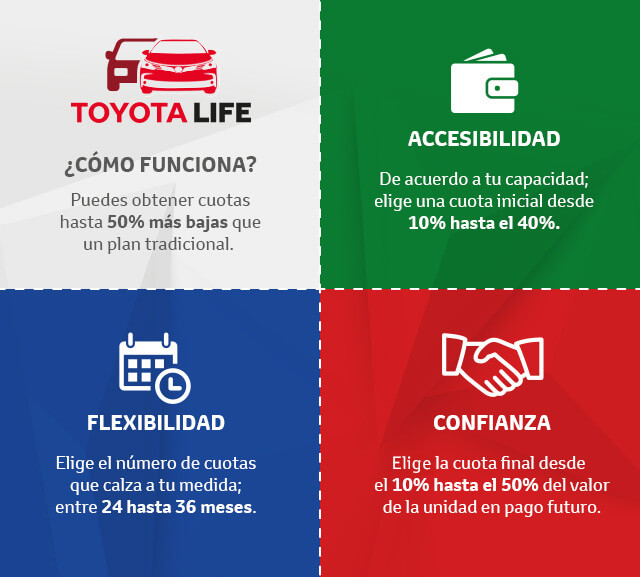 TOYOTA LIFE
¿CÓMO FUNCIONA?
Puedes obtener cuotas
hasta 50% más bajas que
un plan tradicional.
ACCESIBILIDAD
De acuerdo a tu capacidad;
elige una cuota inicial desde
10% hasta el 40%.
FLEXIBILIDAD
Elige el número de cuotas
que calza a tu medida;
entre 24 hasta 36 meses.
CONFIANZA
Elige la cuota final desde
el 10% hasta el 50% del valor
de la unidad en pago futuro.